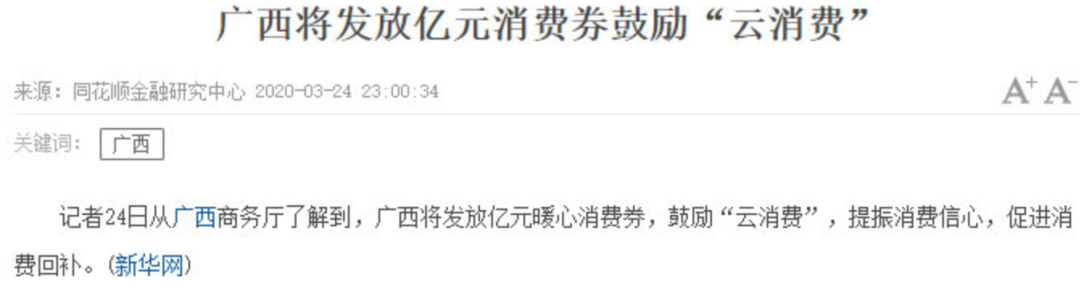 广西将发放亿元消费券鼓励“云消费”
来源：同花顺金融研究中心 2020-03-24 23:00:34 A+ A-
关键词： 广西
记者24日从广西商务厅了解到，广西将发放亿元暖心消费券，鼓励“云消费”，提振消费信心，促进消
费回补。(新华网)